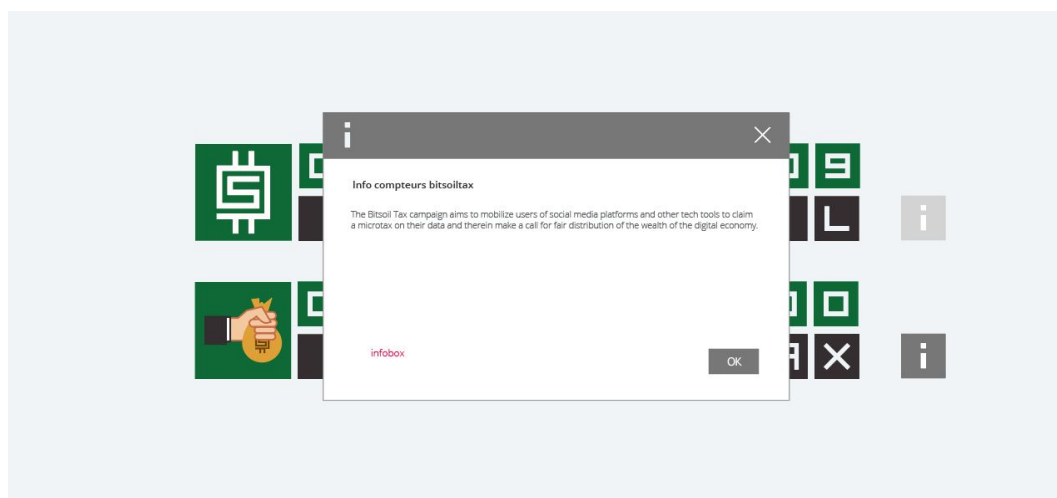 i
Info compteurs bitsoiltax
The Bitsoil Tax campaign aims to mobilize users of social media platforms and other tech tools to claim
a microtax on their data and therein make a call for fair distribution of the wealth of the digital economy.
9
L i
0
X i
infobox
OK